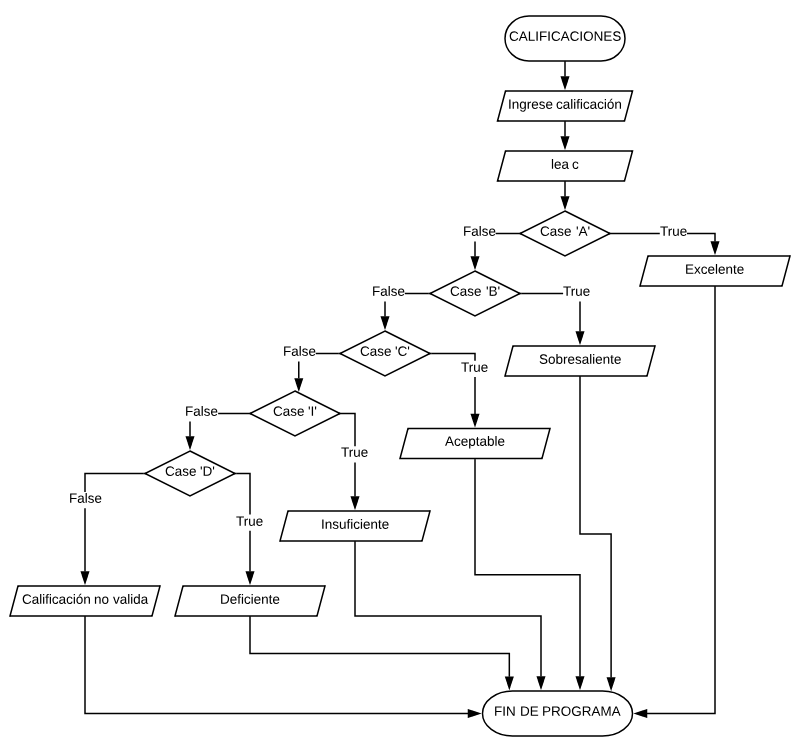 CALIFICACIONES
Ingrese calificación
lea c
Case 'A'
False
True
Excelente
Case 'B'
False
True
Sobresaliente
Case 'C'
False
True
Aceptable
Case 'I'
False
True
Insuficiente
Case 'D'
False
True
Calificación no valida
Deficiente
FIN DE PROGRAMA